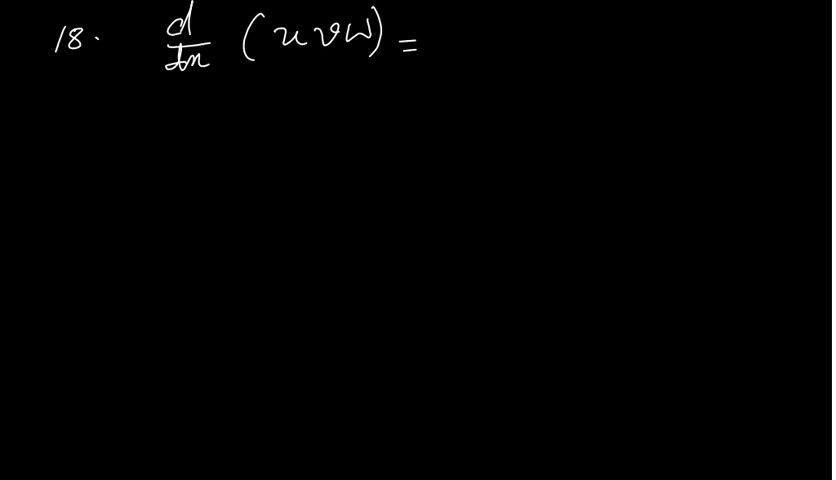 18. d/dx (uvw) =